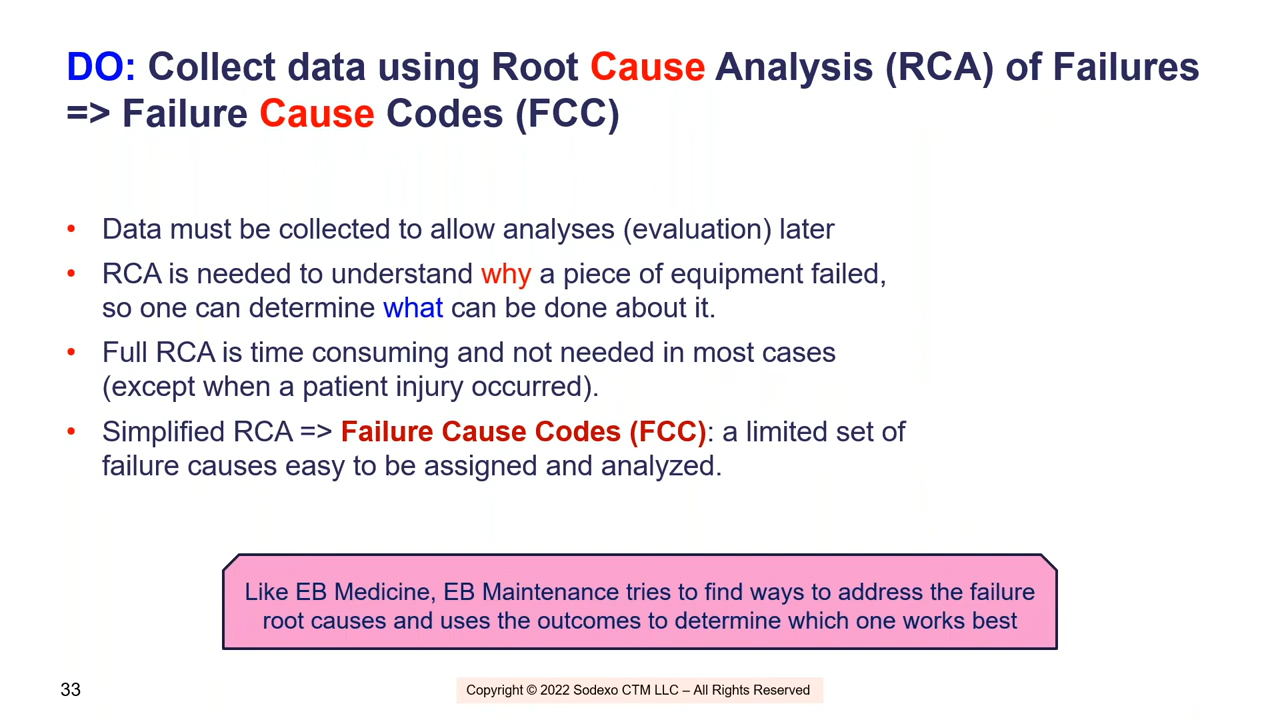 DO: Collect data using Root Cause Analysis (RCA) of Failures
=> Failure Cause Codes (FCC)
• Data must be collected to allow analyses (evaluation) later
• RCA is needed to understand why a piece of equipment failed,
so one can determine what can be done about it.
• Full RCA is time consuming and not needed in most cases
(except when a patient injury occurred).
• Simplified RCA => Failure Cause Codes (FCC): a limited set of
failure causes easy to be assigned and analyzed.
Like EB Medicine, EB Maintenance tries to find ways to address the failure
root causes and uses the outcomes to determine which one works best
33
Copyright © 2022 Sodexo CTM LLC – All Rights Reserved